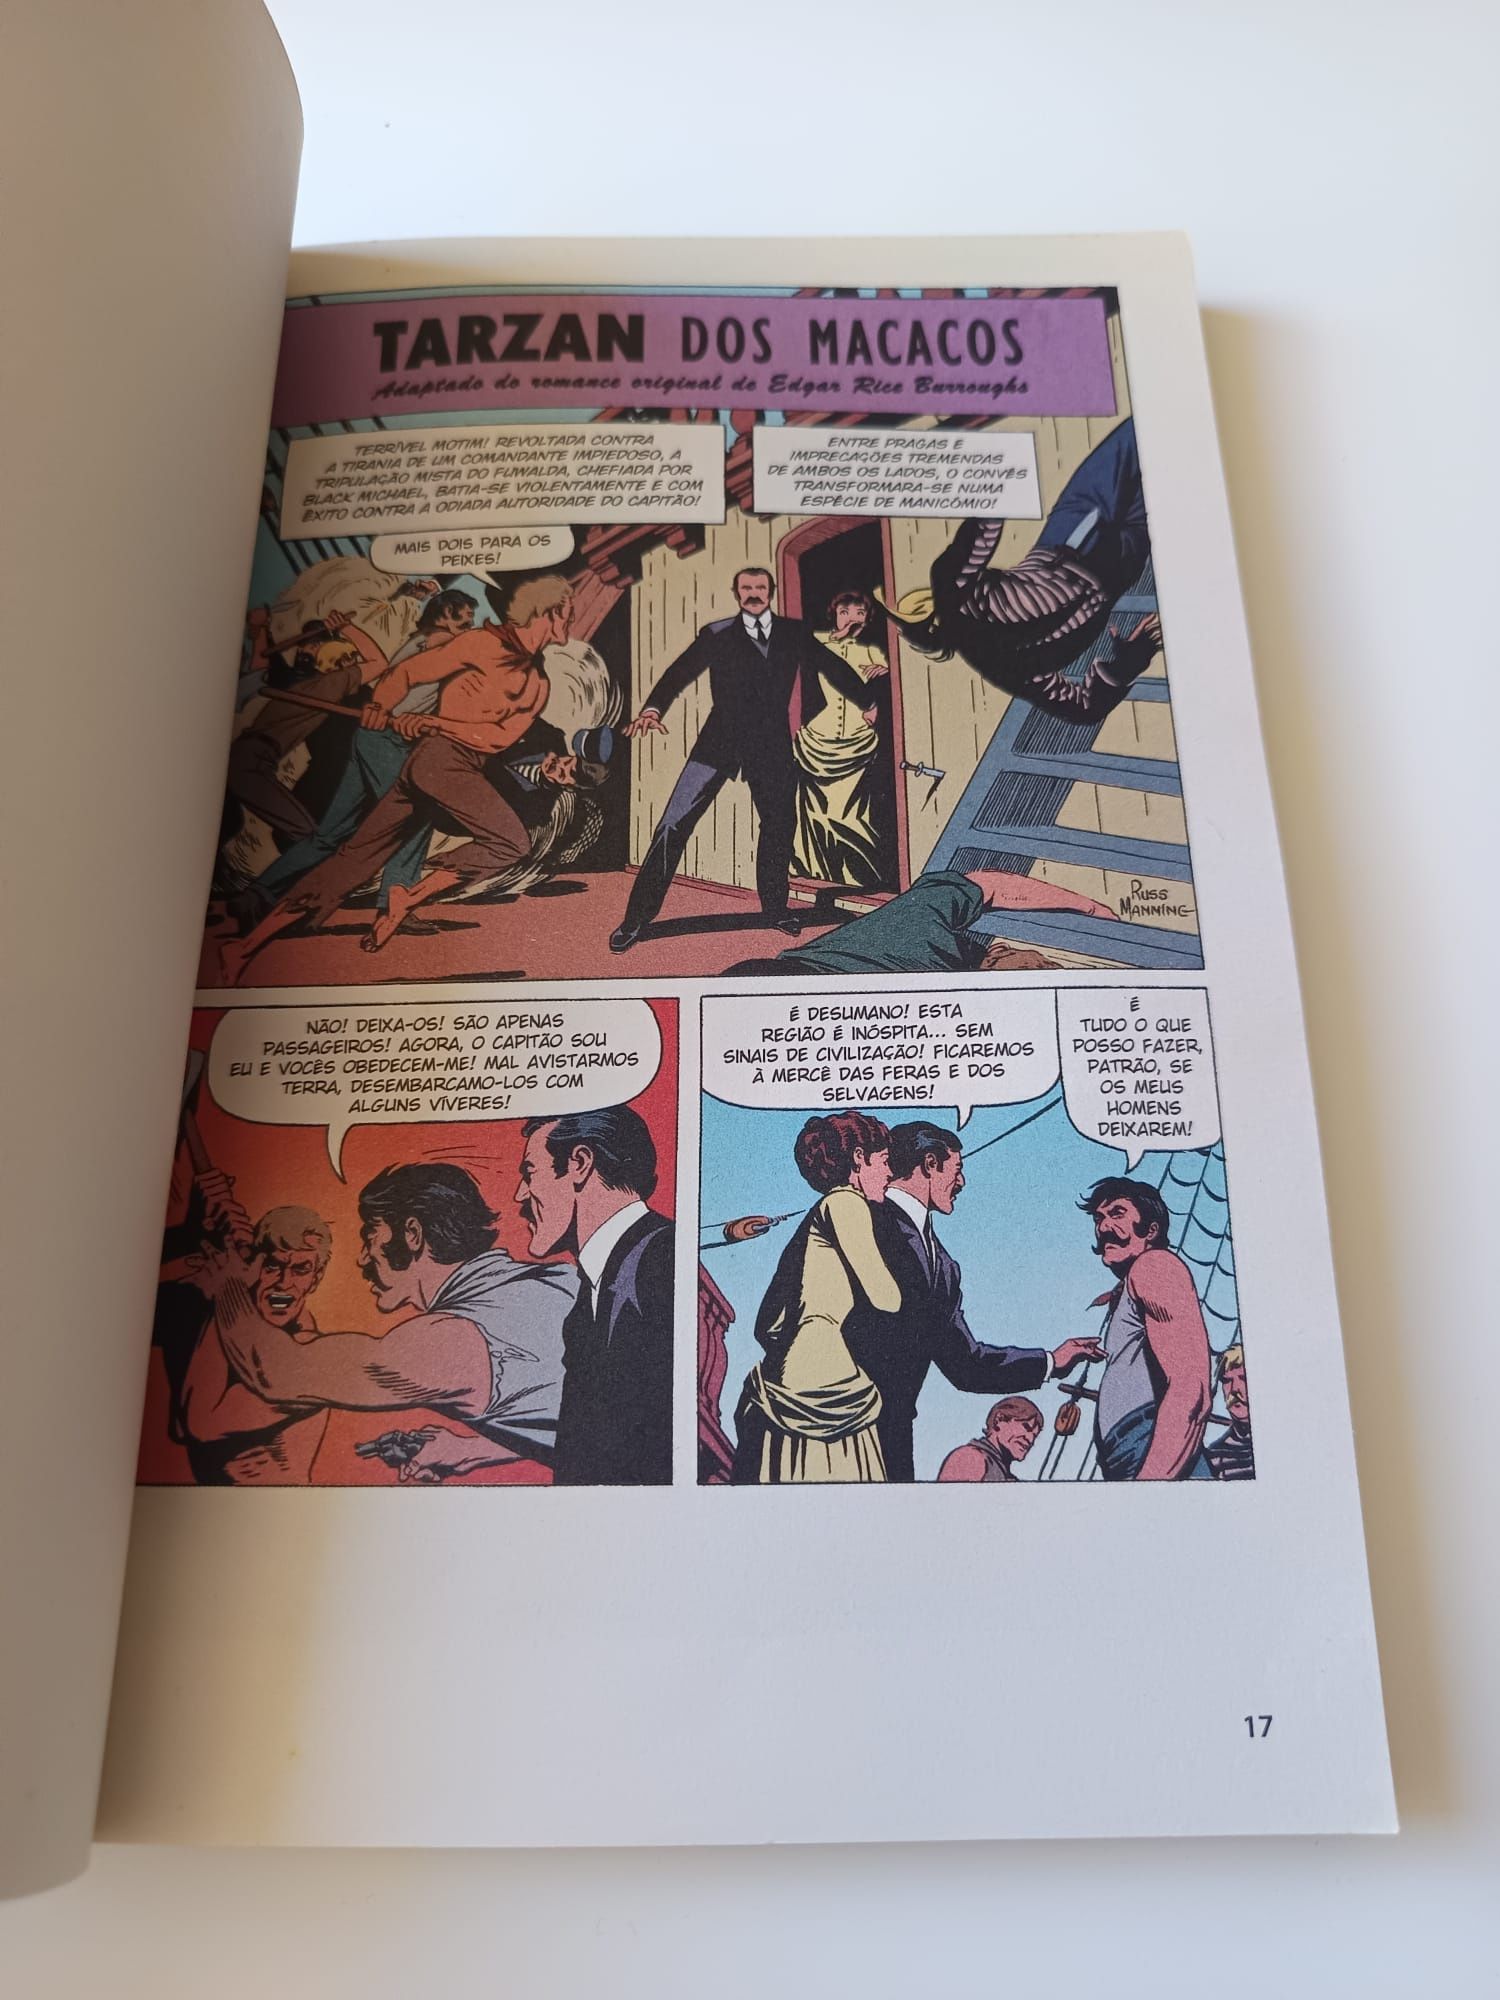 TARZAN DOS MACACOS
Adaptado do romance original de Edgar Rice Burroughs
TERRÍVEL MOTIM! REVOLTADA CONTRA
A TIRANIA DE UM COMANDANTE IMPIEDOSO, A
TRIPULAÇÃO MISTA DO FUWALDA, CHEFIADA POR
BLACK MICHAEL, BATIA-SE VIOLENTAMENTE E COM
ÊXITO CONTRA A ODIADA AUTORIDADE DO CAPITÃO!
ENTRE PRAGAS E
IMPRECAÇÕES TREMENDAS
DE AMBOS OS LADOS, O CONVÉS
TRANSFORMARA-SE NUMA
ESPÉCIE DE MANICÓMIO!
MAIS DOIS PARA OS
PEIXES!
RUSS
MANNING
NÃO! DEIXA-OS! SÃO APENAS
PASSAGEIROS! AGORA, O CAPITÃO SOU
EU E VOCÊS OBEDECEM-ME! MAL AVISTARMOS
TERRA, DESEMBARCAMO-LOS COM
ALGUNS VÍVERES!
É DESUMANO! ESTA
REGIÃO É INÓSPITA... SEM
SINAIS DE CIVILIZAÇÃO! FICAREMOS
À MERCÊ DAS FERAS E DOS
SELVAGENS!
É
TUDO O QUE
POSSO FAZER,
PATRÃO, SE
OS MEUS
HOMENS
DEIXAREM!
17